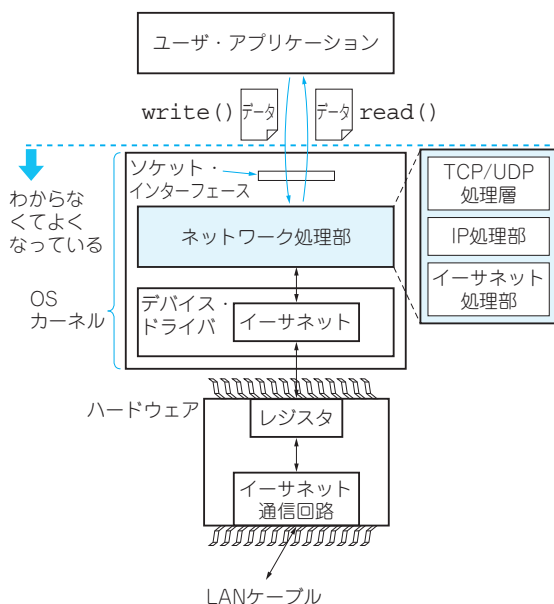 ユーザ・アプリケーション
write()
データ
データ
read()
わからな
くてよく
なっている
OS
カーネル
ソケット・
インターフェース
ネットワーク処理部
デバイス・
ドライバ
イーサネット
TCP/UDP
処理層
IP処理部
イーサネット
処理部
ハードウェア
レジスタ
イーサネット
通信回路
LANケーブル